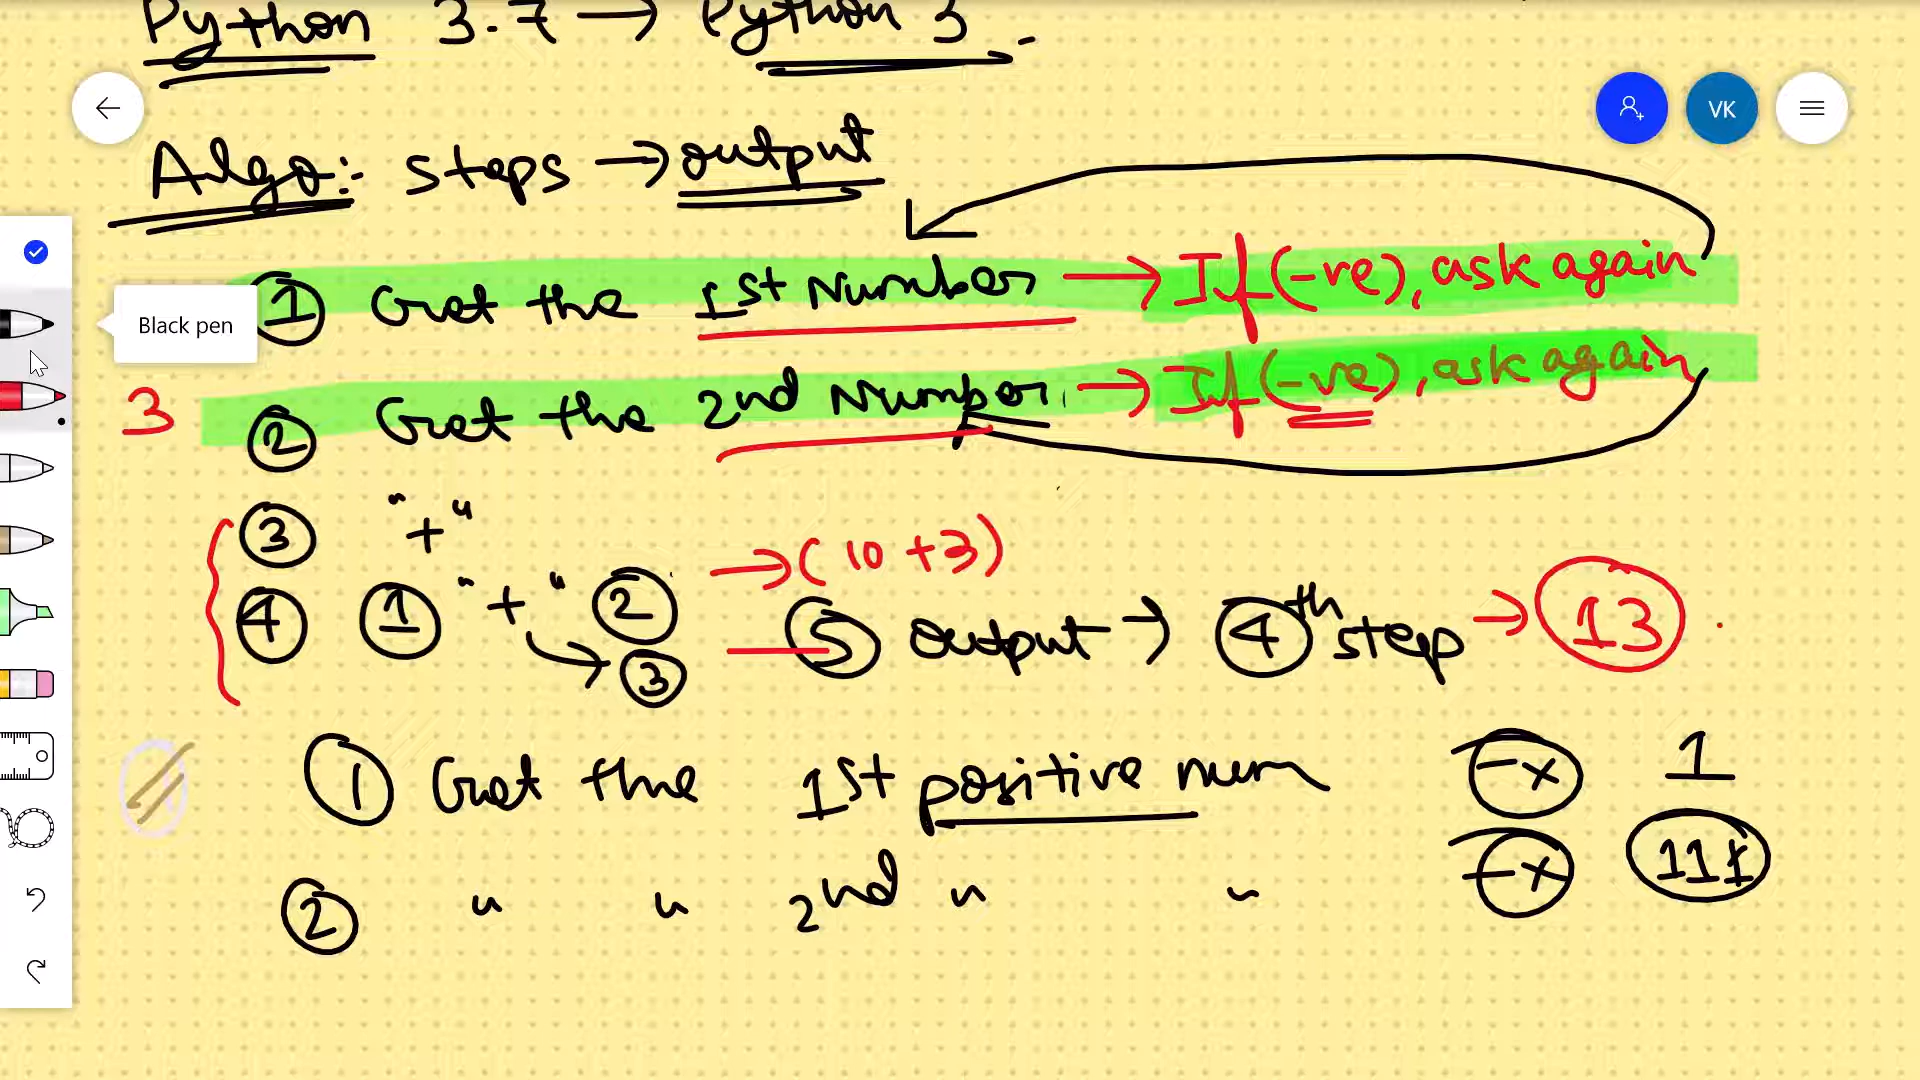 Python 3.7 → Python 3.
Algo: steps → output
VK
① Get the 1st Number → If (-ve), ask again
Black pen
3
② Get the 2nd Number. → If (-ve), ask again
③ "+"
→ (10 + 3)
④ ① "+" ② → ③
⑤ output → ④th step → 13
① Get the 1st positive num
-x 1
② " " 2nd " "
-x